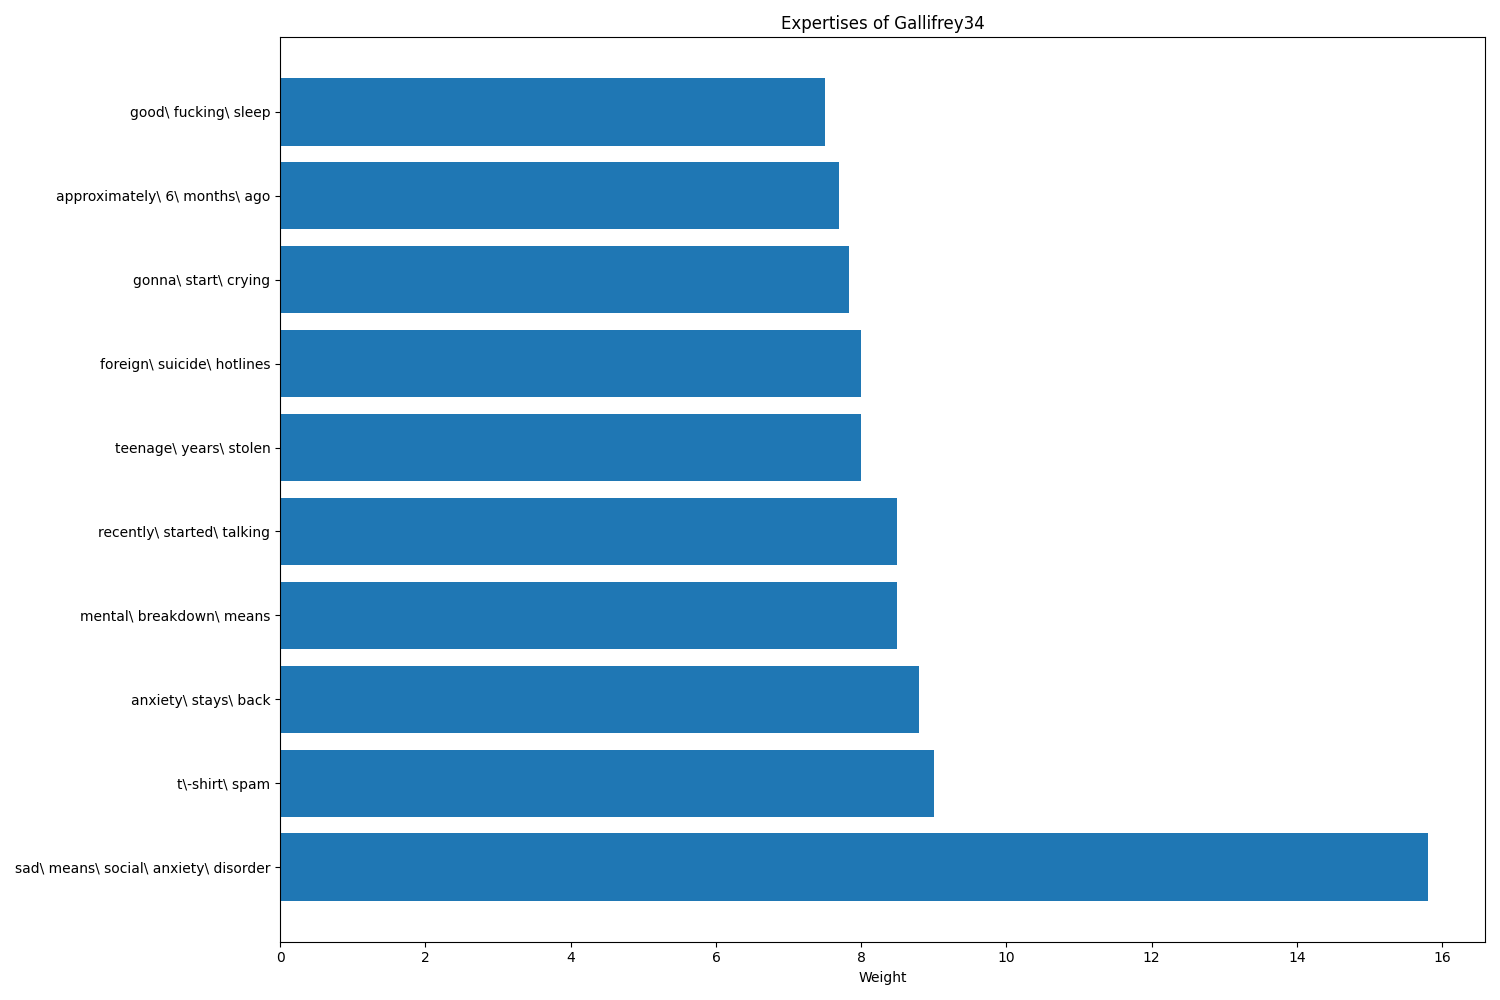 Expertises of Gallifrey34
good\ fucking\ sleep
approximately\ 6\ months\ ago
gonna\ start\ crying
foreign\ suicide\ hotlines
teenage\ years\ stolen
recently\ started\ talking
mental\ breakdown\ means
anxiety\ stays\ back
t\-shirt\ spam
sad\ means\ social\ anxiety\ disorder
0 2 4 6 8 10 12 14 16
Weight